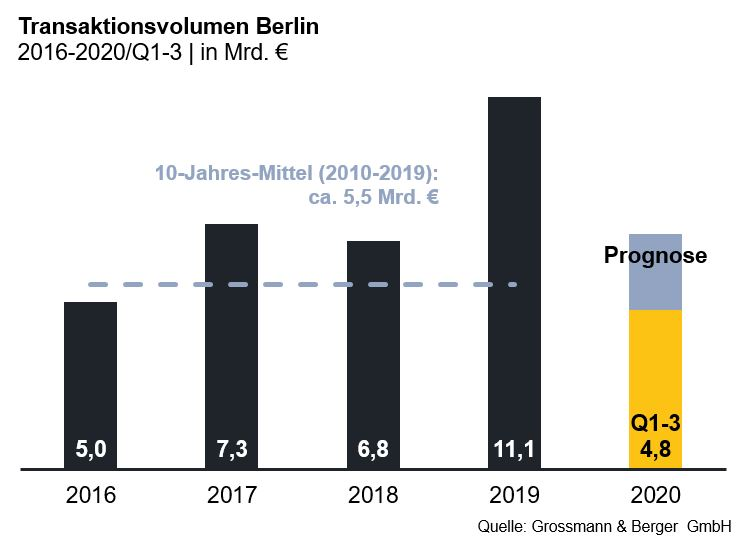 Transaktionsvolumen Berlin
2016-2020/Q1-3 | in Mrd. €
10-Jahres-Mittel (2010-2019):
ca. 5,5 Mrd. €
Prognose
Q1-3
5,0 7,3 6,8 11,1 4,8
2016 2017 2018 2019 2020
Quelle: Grossmann & Berger GmbH